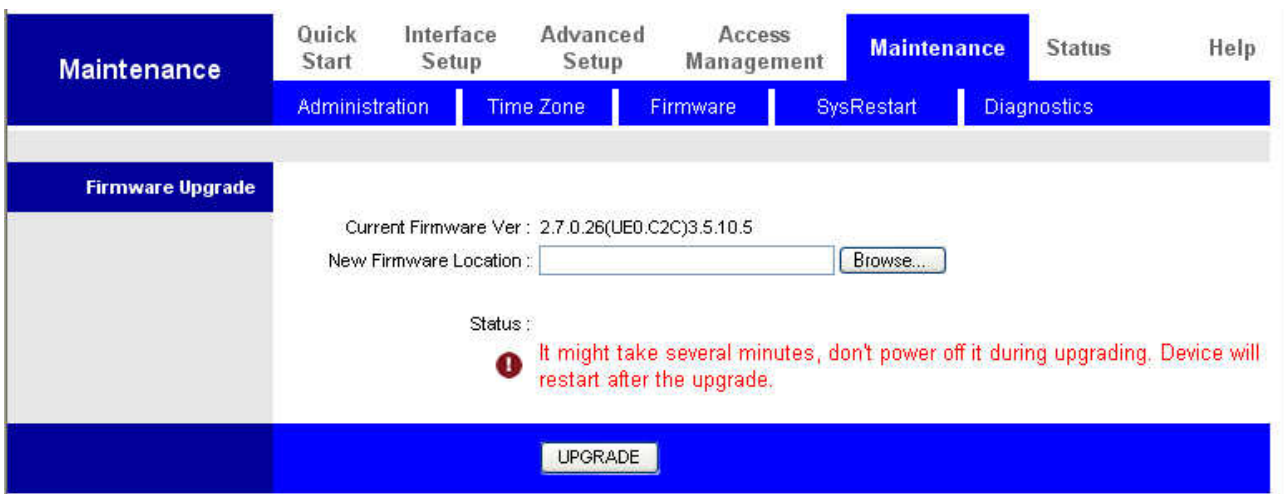 Maintenance
Quick Start
Interface Setup
Advanced Setup
Access Management
Maintenance
Status
Help
Administration
Time Zone
Firmware
SysRestart
Diagnostics
Firmware Upgrade
Current Firmware Ver : 2.7.0.26(UE0.C2C)3.5.10.5
New Firmware Location : Browse...
Status :
It might take several minutes, don't power off it during upgrading. Device will
restart after the upgrade.
UPGRADE